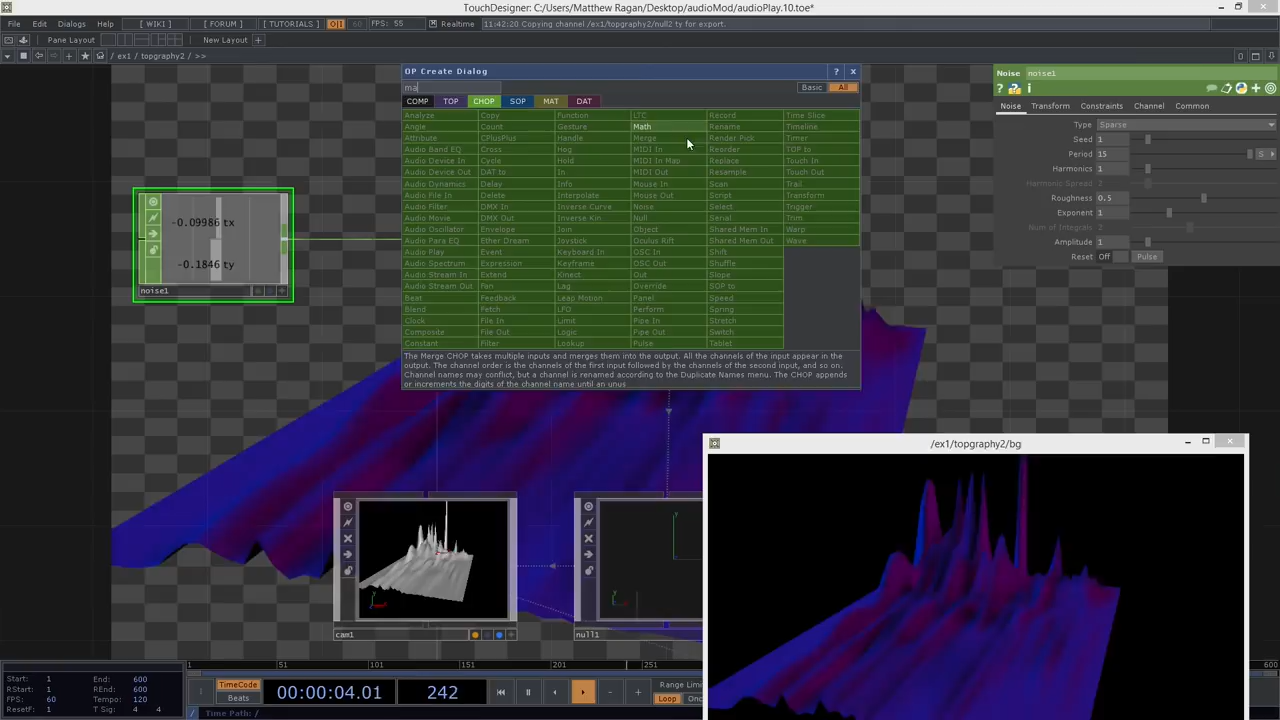 TouchDesigner: C:/Users/Matthew Ragan/Desktop/audioMod/audioPlay.10.toe*
File Edit Dialogs [ WIKI ] [ FORUM ] [ TUTORIALS ] O|I FPS: 55 Realtime 11:42:20 Copying channel /ex1/topgraphy2/null2 ty for export.
Pane Layout New Layout +
/ ex1 / topgraphy2 / >>
OP Create Dialog ? x
ma Basic All
COMP TOP CHOP SOP MAT DAT
Analyze Copy Function LTC Record Time Slice
Angle Count Gesture Math Rename Timeline
Attribute CPlusPlus Handle Merge Render Pick Timer
Audio Band EQ Cross Hog MIDI In Reorder TOP to
Audio Device In Cycle Hold MIDI In Map Replace Touch In
Audio Device Out DAT to In MIDI Out Resample Touch Out
Audio Dynamics Delay Info Mouse In Scan Trail
Audio File In Delete Interpolate Mouse Out Script Transform
Audio Filter DMX In Inverse Curve Noise Select Trigger
Audio Movie DMX Out Inverse Kin Null Serial Trim
Audio Oscillator Envelope Join Object Shared Mem In Warp
Audio Para EQ Ether Dream Joystick Oculus Rift Shared Mem Out Wave
Audio Play Event Keyboard In OSC In Shift
Audio Spectrum Expression Keyframe OSC Out Shuffle
Audio Stream In Extend Kinect Out Slope
Audio Stream Out Fan Lag Override SOP to
Beat Feedback Leap Motion Panel Speed
Blend Fetch LFO Perform Spring
Clock File In Limit Pipe In Stretch
Composite File Out Logic Pipe Out Switch
Constant Filter Lookup Pulse Tablet
The Merge CHOP takes multiple inputs and merges them into the output. All the channels of the input appear in the
output. The channel order is the channels of the first input followed by the channels of the second input, and so on.
Channel names may conflict, but a channel is renamed according to the Duplicate Names menu. The CHOP appends
or increments the digits of the channel name until an unus
Noise noise1
Noise Transform Constraints Channel Common
Type Sparse
Seed 1
Period 15 S
Harmonics 1
Harmonic Spread 2
Roughness 0.5
Exponent 1
Num of Integrals 2
Amplitude 1
Reset Off Pulse
-0.09986 tx
-0.1846 ty
noise1
cam1
null1
/ex1/topgraphy2/bg
1 51 101 151 201 251 600
Start: 1 End: 600
RStart: 1 REnd: 600
FPS: 60 Tempo: 120
ResetF: 1 T Sig: 4 4
TimeCode
Beats
00:00:04.01 242
Range Limi
Loop Onc
/ Time Path: /